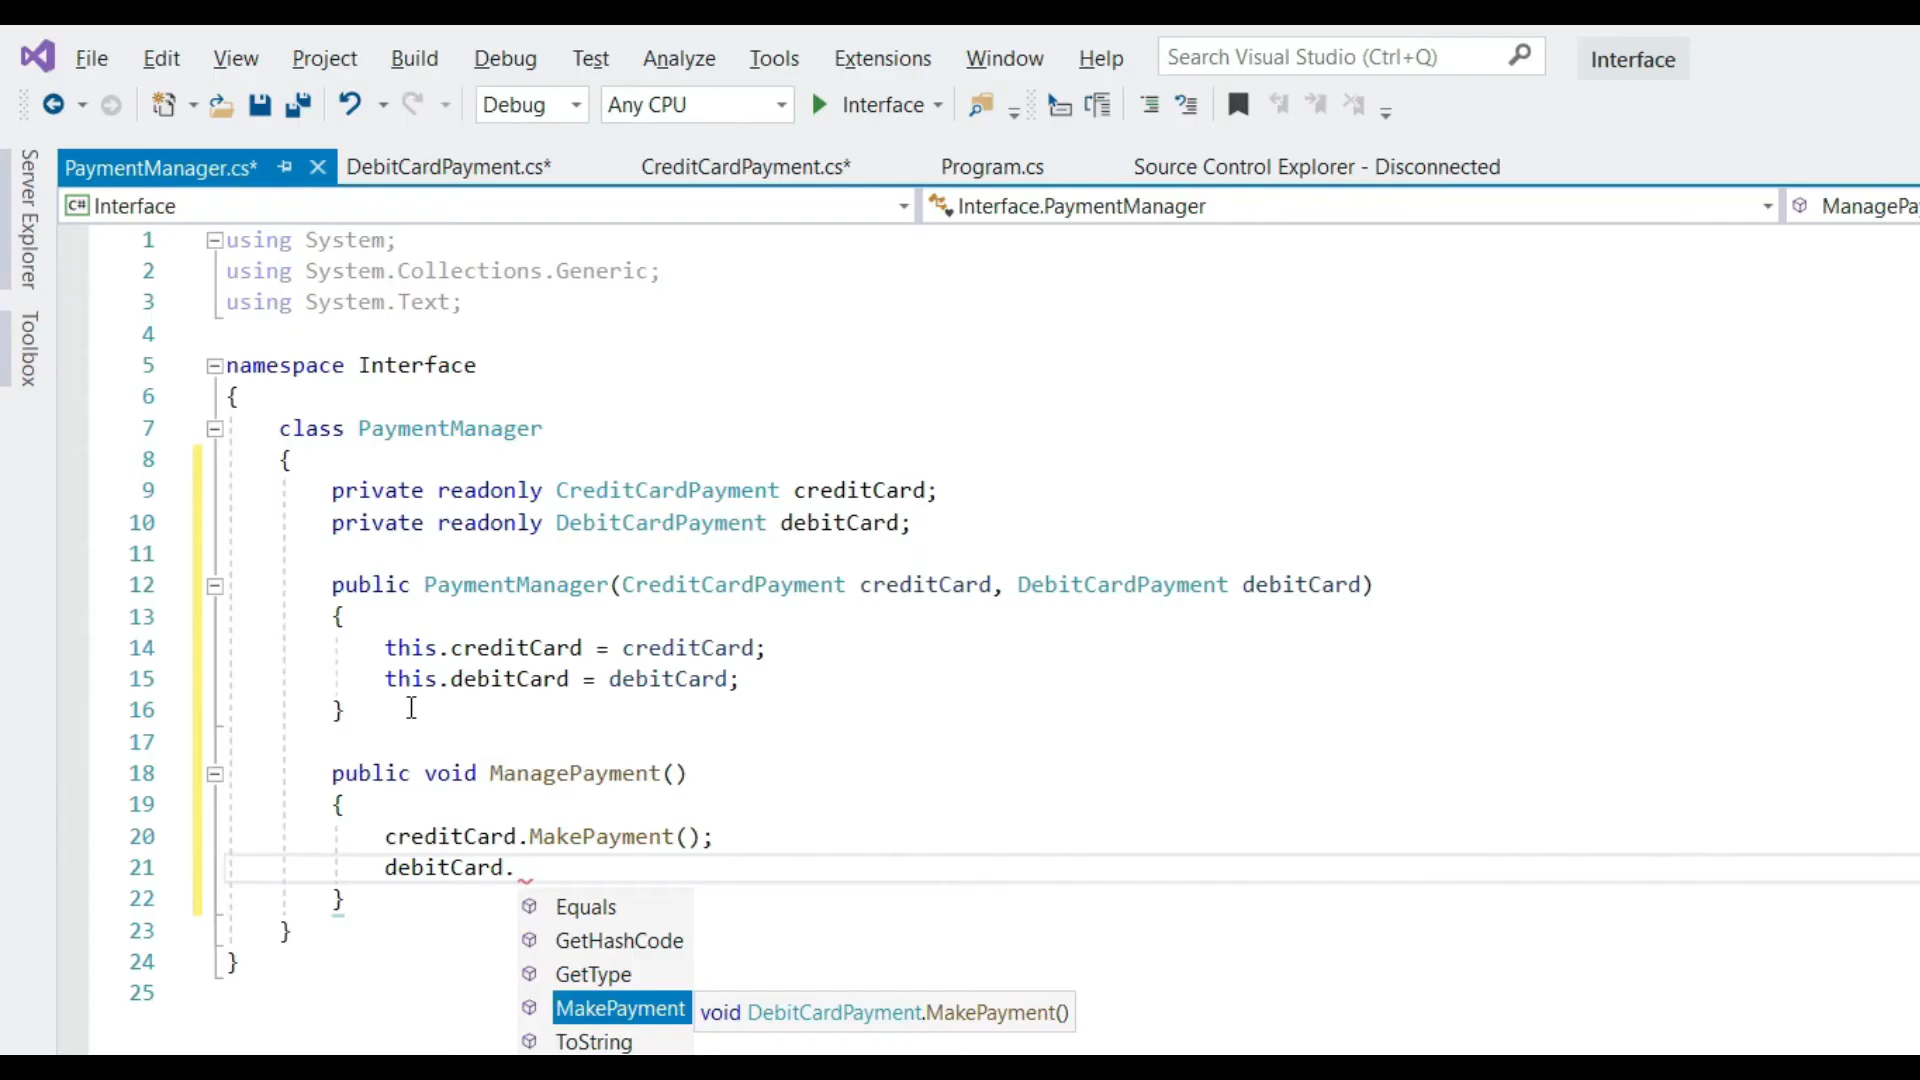 File Edit View Project Build Debug Test Analyze Tools Extensions Window Help Search Visual Studio (Ctrl+Q) Interface
Debug Any CPU Interface
Server Explorer
Toolbox
PaymentManager.cs* DebitCardPayment.cs* CreditCardPayment.cs* Program.cs Source Control Explorer - Disconnected
C# Interface Interface.PaymentManager ManagePa
1 using System;
2 using System.Collections.Generic;
3 using System.Text;
4
5 namespace Interface
6 {
7 class PaymentManager
8 {
9 private readonly CreditCardPayment creditCard;
10 private readonly DebitCardPayment debitCard;
11
12 public PaymentManager(CreditCardPayment creditCard, DebitCardPayment debitCard)
13 {
14 this.creditCard = creditCard;
15 this.debitCard = debitCard;
16 }
17
18 public void ManagePayment()
19 {
20 creditCard.MakePayment();
21 debitCard.
22 }
23 }
24 }
25
Equals
GetHashCode
GetType
MakePayment void DebitCardPayment.MakePayment()
ToString